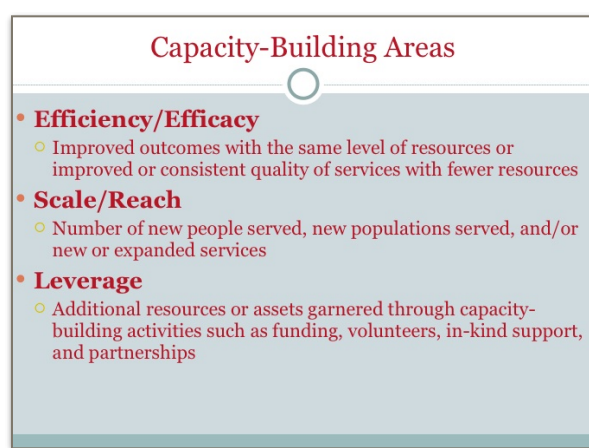 Capacity-Building Areas
• Efficiency/Efficacy
○ Improved outcomes with the same level of resources or
improved or consistent quality of services with fewer resources
• Scale/Reach
○ Number of new people served, new populations served, and/or
new or expanded services
• Leverage
○ Additional resources or assets garnered through capacity-
building activities such as funding, volunteers, in-kind support,
and partnerships